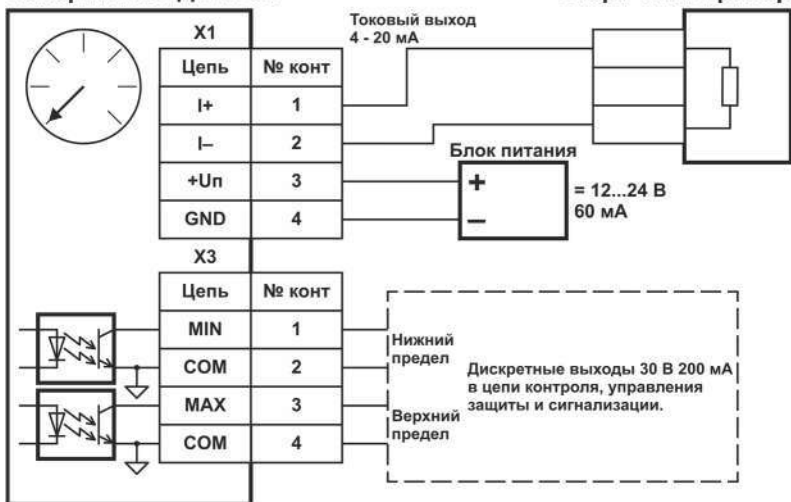 X1
Токовый выход
4 - 20 мА
Цепь № конт
I+ 1
I– 2
+Uп 3
GND 4
Блок питания
+
–
= 12...24 В
60 мА
X3
Цепь № конт
MIN 1
COM 2
MAX 3
COM 4
Нижний
предел
Верхний
предел
Дискретные выходы 30 В 200 мА
в цепи контроля, управления
защиты и сигнализации.